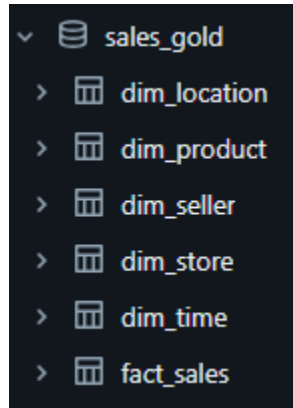 sales_gold
dim_location
dim_product
dim_seller
dim_store
dim_time
fact_sales